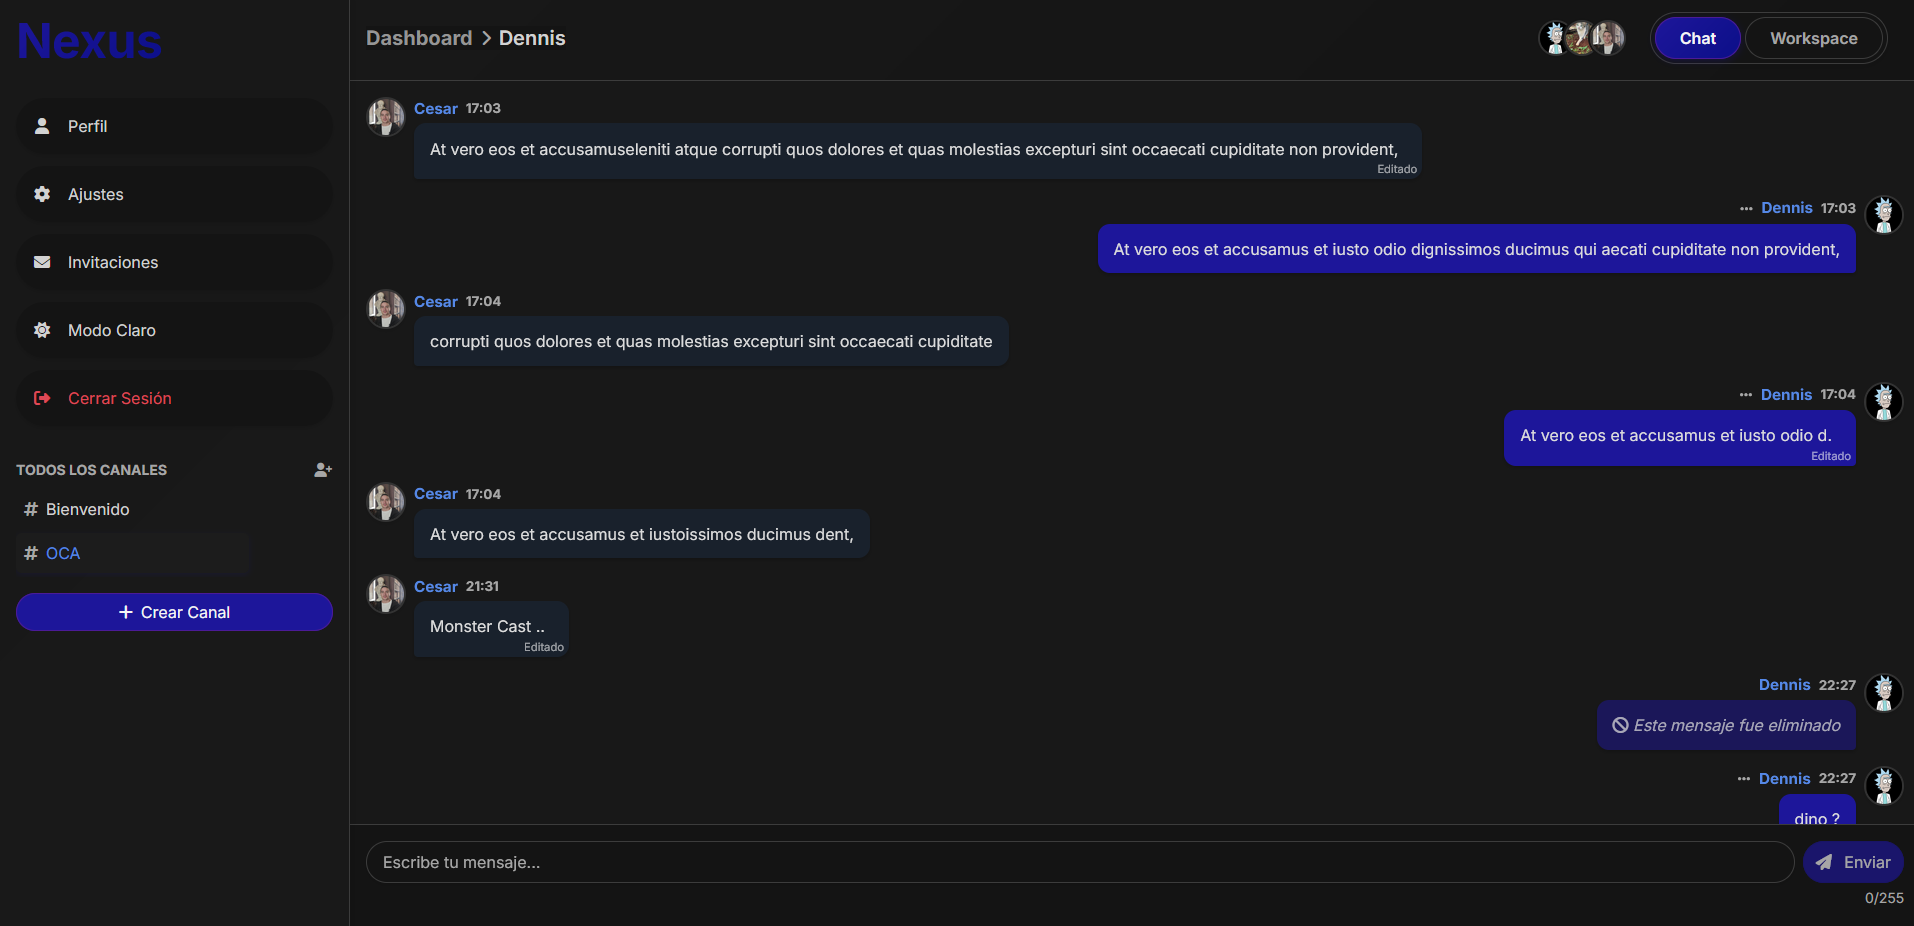 Nexus
Perfil
Ajustes
Invitaciones
Modo Claro
Cerrar Sesión
TODOS LOS CANALES
# Bienvenido
# OCA
+ Crear Canal
Dashboard > Dennis
Chat
Workspace
Cesar 17:03
At vero eos et accusamuseleniti atque corrupti quos dolores et quas molestias excepturi sint occaecati cupiditate non provident,
Editado
··· Dennis 17:03
At vero eos et accusamus et iusto odio dignissimos ducimus qui aecati cupiditate non provident,
Cesar 17:04
corrupti quos dolores et quas molestias excepturi sint occaecati cupiditate
··· Dennis 17:04
At vero eos et accusamus et iusto odio d.
Editado
Cesar 17:04
At vero eos et accusamus et iustoissimos ducimus dent,
Cesar 21:31
Monster Cast ..
Editado
Dennis 22:27
Este mensaje fue eliminado
··· Dennis 22:27
dino ?
Escribe tu mensaje...
Enviar
0/255